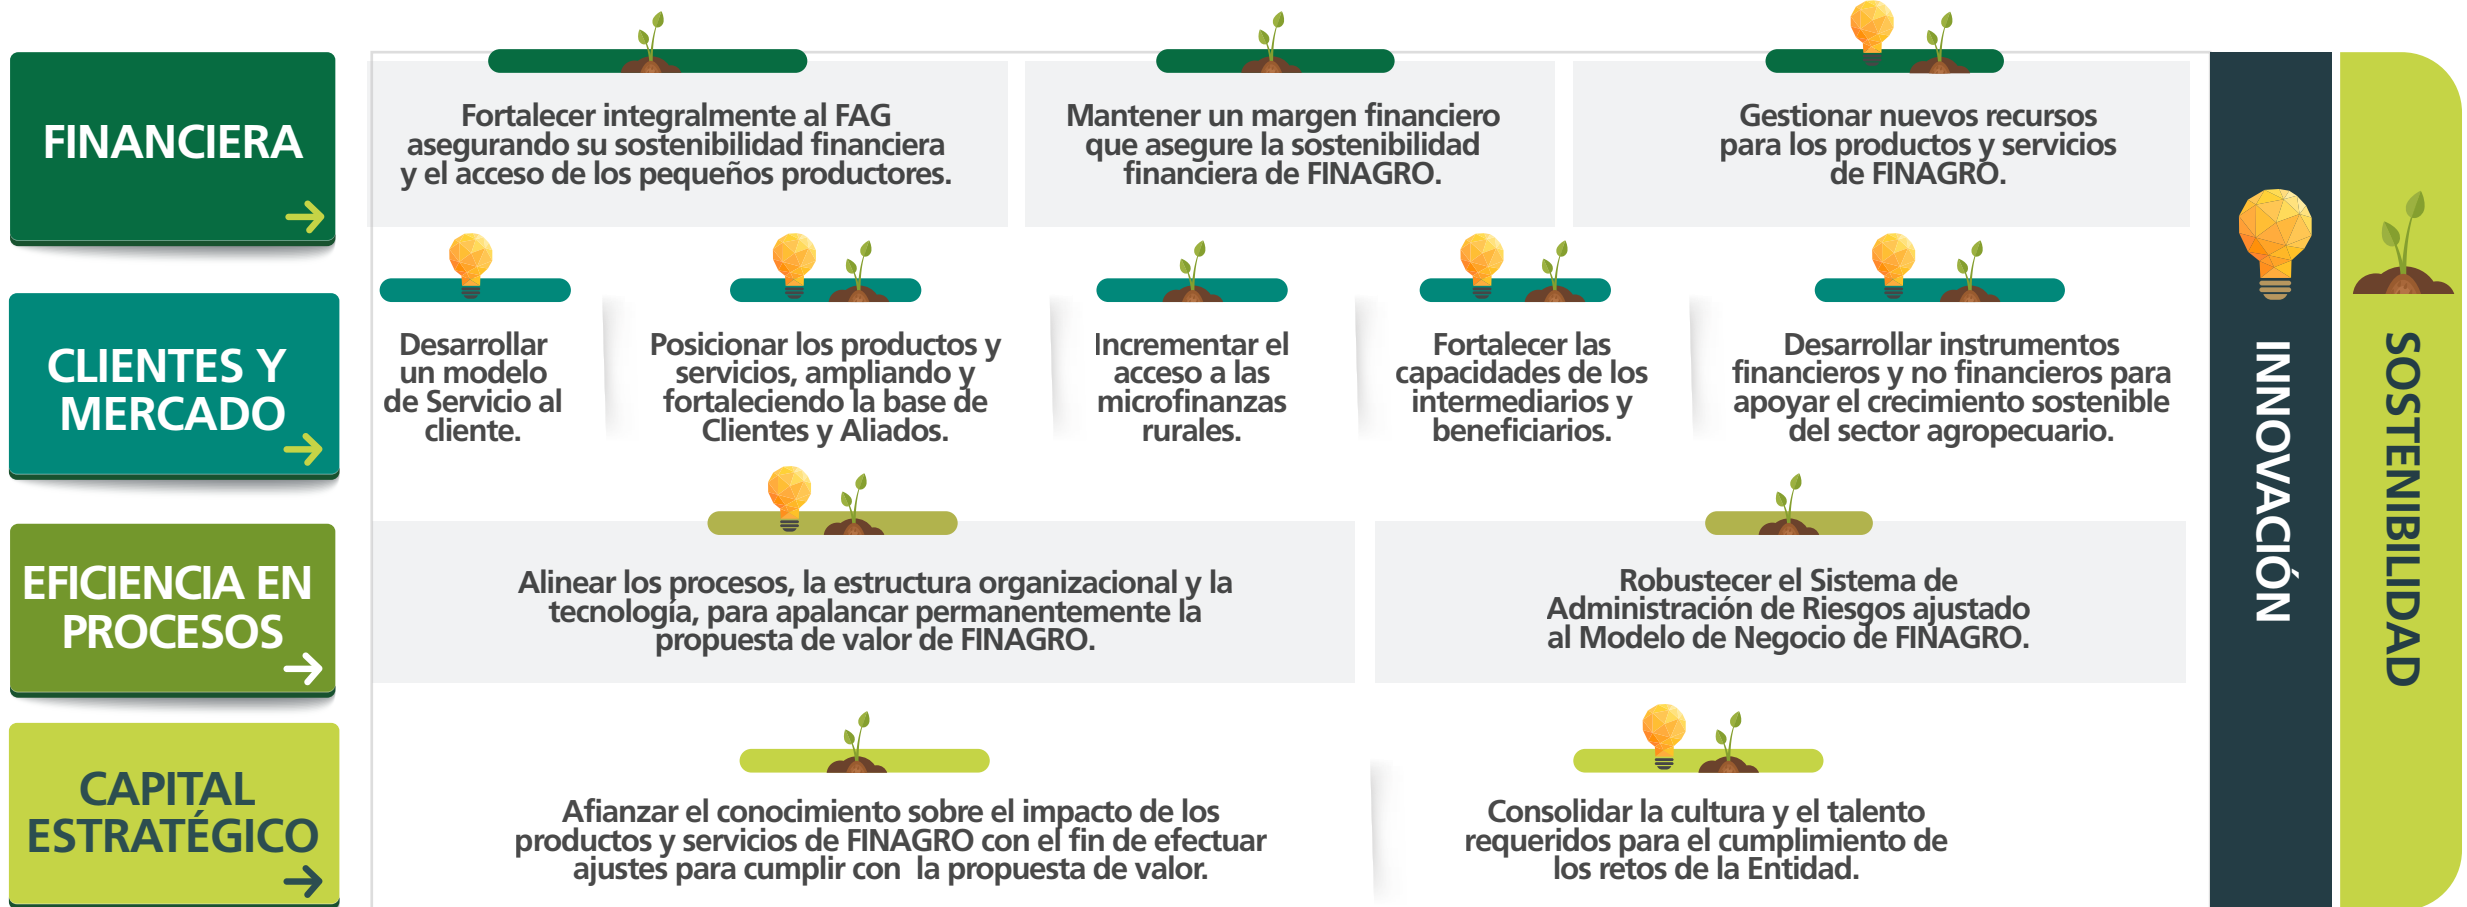 FINANCIERA
Fortalecer integralmente al FAG
asegurando su sostenibilidad financiera
y el acceso de los pequeños productores.
Mantener un margen financiero
que asegure la sostenibilidad
financiera de FINAGRO.
Gestionar nuevos recursos
para los productos y servicios
de FINAGRO.
CLIENTES Y
MERCADO
Desarrollar
un modelo
de Servicio al
cliente.
Posicionar los productos y
servicios, ampliando y
fortaleciendo la base de
Clientes y Aliados.
Incrementar el
acceso a las
microfinanzas
rurales.
Fortalecer las
capacidades de los
intermediarios y
beneficiarios.
Desarrollar instrumentos
financieros y no financieros para
apoyar el crecimiento sostenible
del sector agropecuario.
EFICIENCIA EN
PROCESOS
Alinear los procesos, la estructura organizacional y la
tecnología, para apalancar permanentemente la
propuesta de valor de FINAGRO.
Robustecer el Sistema de
Administración de Riesgos ajustado
al Modelo de Negocio de FINAGRO.
CAPITAL
ESTRATÉGICO
Afianzar el conocimiento sobre el impacto de los
productos y servicios de FINAGRO con el fin de efectuar
ajustes para cumplir con  la propuesta de valor.
Consolidar la cultura y el talento
requeridos para el cumplimiento de
los retos de la Entidad.
INNOVACIÓN
SOSTENIBILIDAD